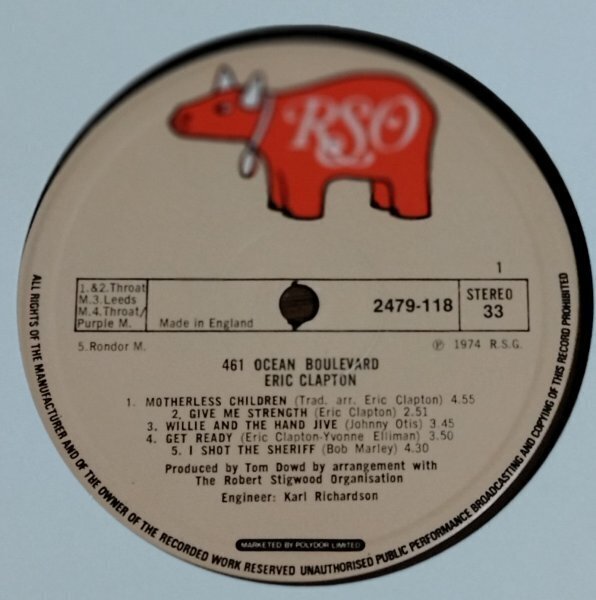 RSO
1
1.&2.Throat
M.3.Leeds
M.4.Throat/
Purple M.
Made in England
2479-118
STEREO
33
5.Rondor M.
℗ 1974 R.S.G.
461 OCEAN BOULEVARD
ERIC CLAPTON
1. MOTHERLESS CHILDREN (Trad. arr. Eric Clapton) 4.55
2. GIVE ME STRENGTH (Eric Clapton) 2.51
3. WILLIE AND THE HAND JIVE (Johnny Otis) 3.45
4. GET READY (Eric Clapton-Yvonne Elliman) 3.50
5. I SHOT THE SHERIFF (Bob Marley) 4.30
Produced by Tom Dowd by arrangement with
The Robert Stigwood Organisation
Engineer: Karl Richardson
MARKETED BY POLYDOR LIMITED
ALL RIGHTS OF THE MANUFACTURER AND OF THE OWNER OF THE RECORDED WORK RESERVED UNAUTHORISED PUBLIC PERFORMANCE BROADCASTING AND COPYING OF THIS RECORD PROHIBITED